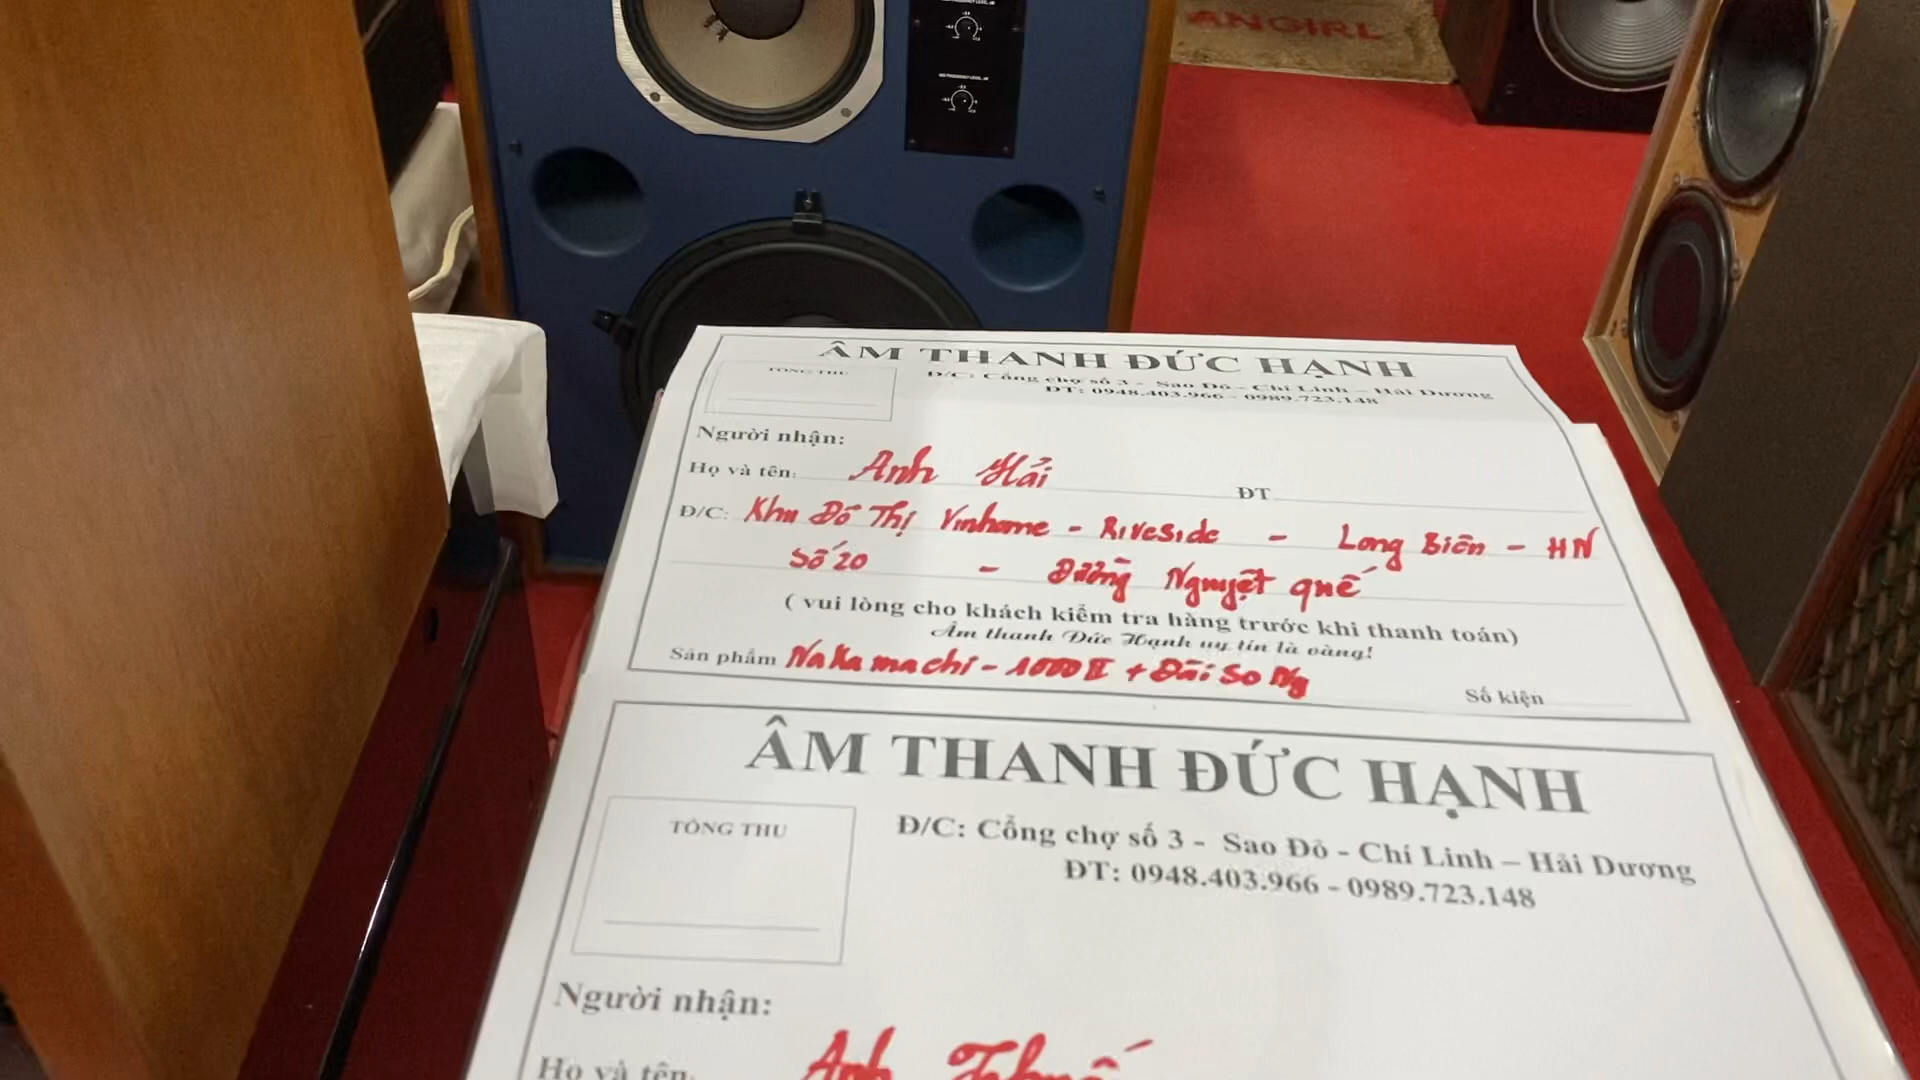 ANGIRL
ÂM THANH ĐỨC HẠNH
TỔNG THU
Đ/C: Cổng chợ số 3 - Sao Đỏ - Chí Linh – Hải Dương
ĐT: 0948.403.966 - 0989.723.148
Người nhận:
Họ và tên: Anh Hải ĐT
Đ/C: Khu Đô Thị Vinhome - Riveside - Long Biên - HN
Số 20 - Đường Nguyệt quế
( vui lòng cho khách kiểm tra hàng trước khi thanh toán)
Âm thanh Đức Hạnh uy tín là vàng!
Sản phẩm Nakamachi - 1000 II + Đài Sony
Số kiện
ÂM THANH ĐỨC HẠNH
TỔNG THU
Đ/C: Cổng chợ số 3 - Sao Đỏ - Chí Linh – Hải Dương
ĐT: 0948.403.966 - 0989.723.148
Người nhận:
Họ và tên: Anh